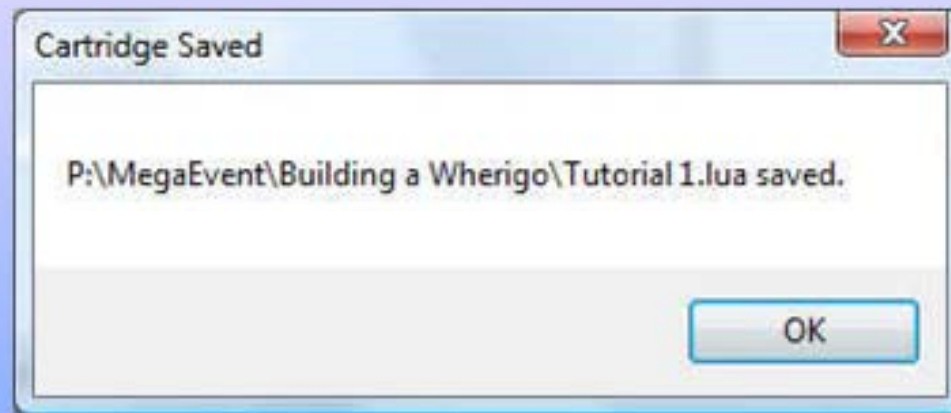 Cartridge Saved
P:\MegaEvent\Building a Wherigo\Tutorial 1.lua saved.
OK